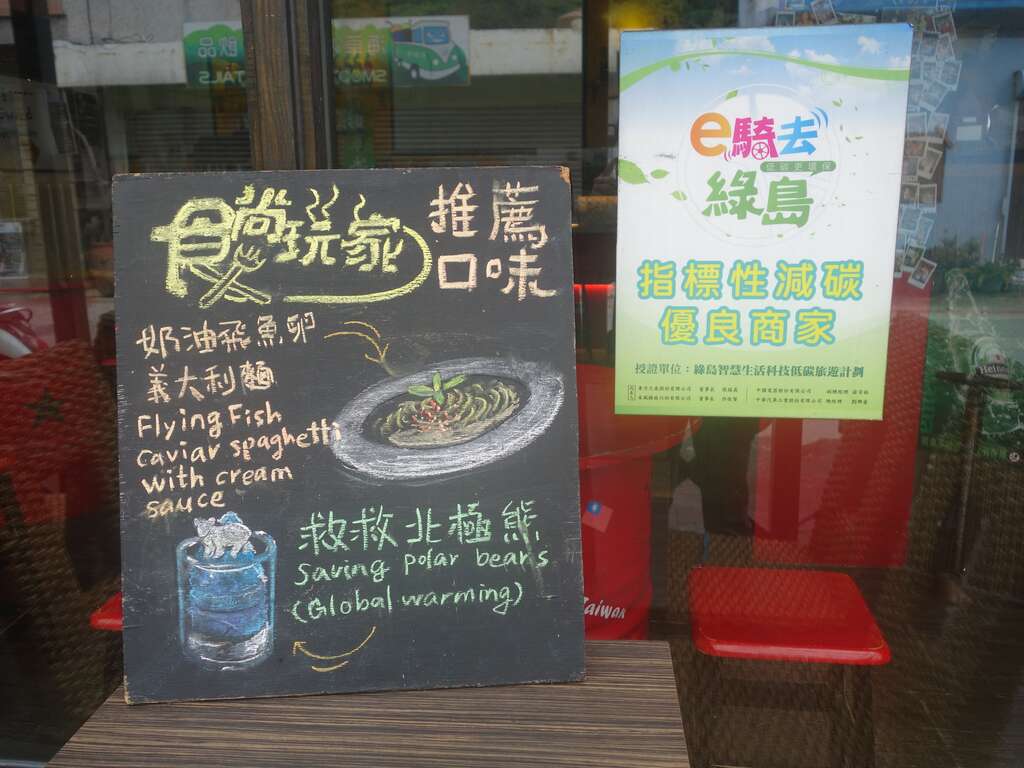 食尚玩家
推薦
口味
奶油飛魚卵
義大利麵
Flying Fish
caviar spaghetti
with cream
sauce
救救北極熊
saving polar bears
(Global warming)
e騎去
綠島
指標性減碳
優良商家
授證單位：綠島智慧生活科技低碳旅遊計劃
Taiwan
Heineken